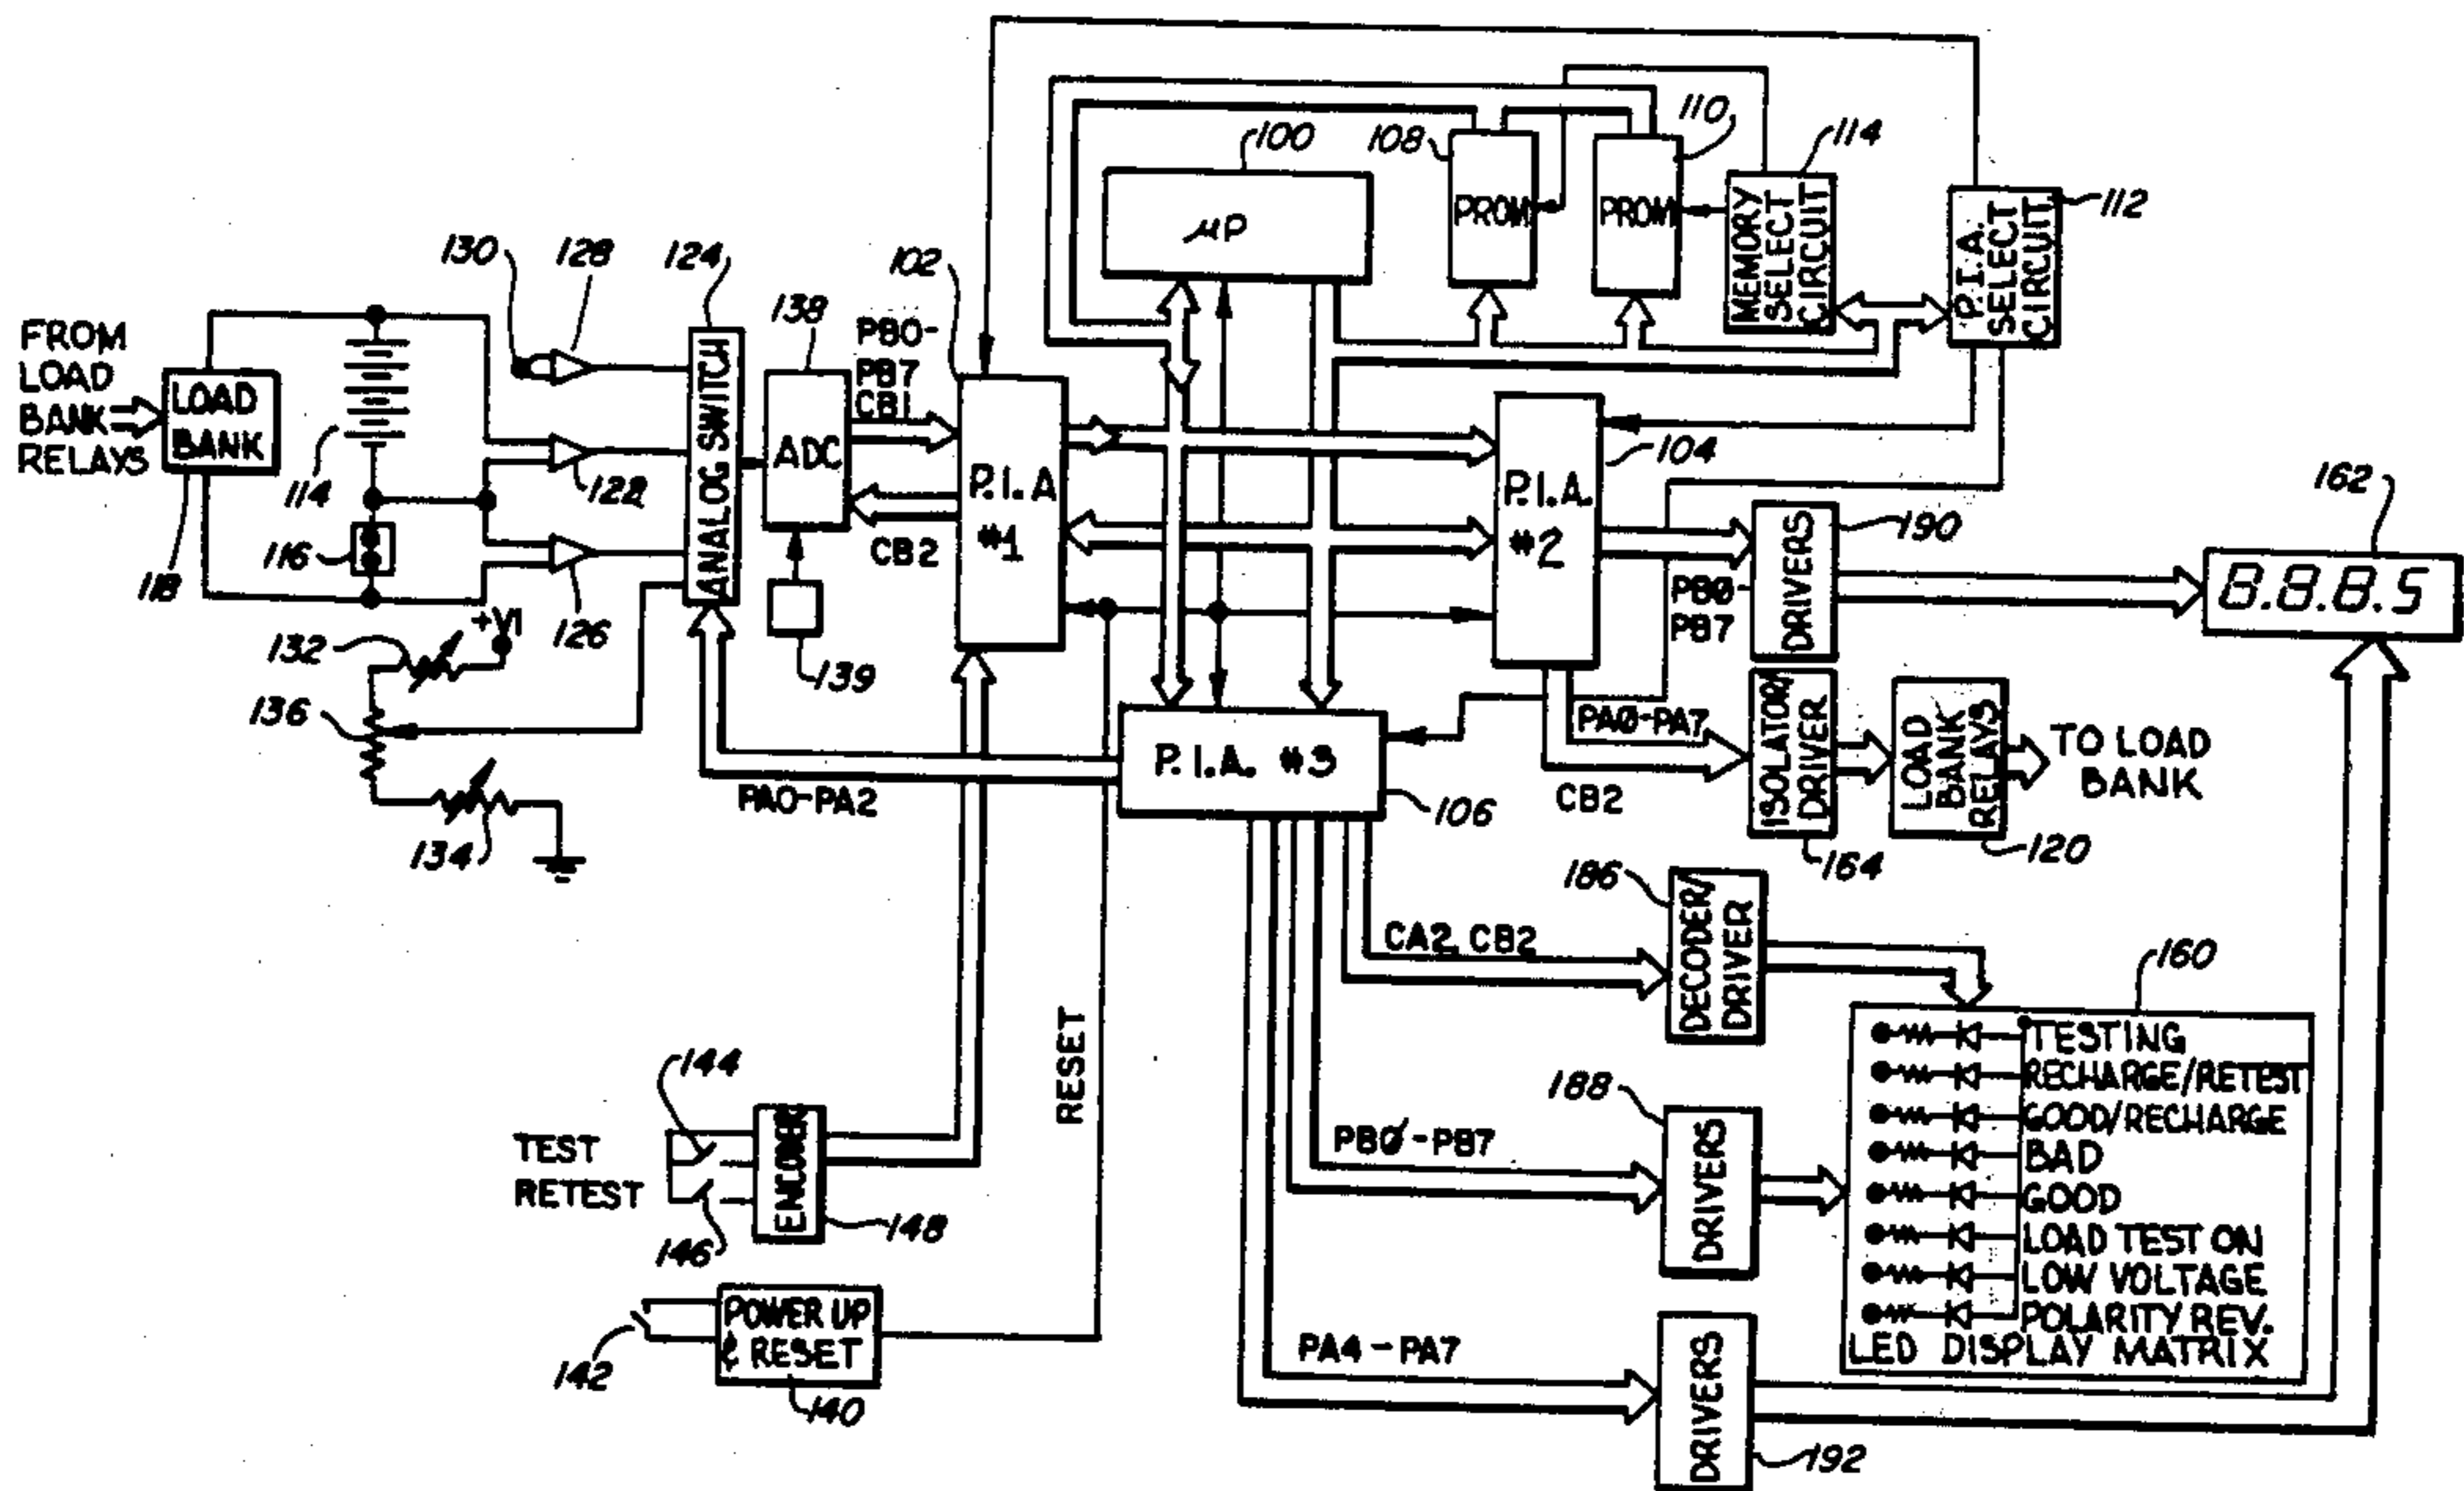 FROM
LOAD
BANK
RELAYS
LOAD
BANK
118
114
116
130
128
122
126
132
+VI
136
134
124
ANALOG SWITCH
138
ADC
139
PB0-
PB7
CB1
CB2
102
P.I.A
#1
100
μP
108
PROM
110
PROM
114
MEMORY
SELECT
CIRCUIT
112
P.I.A.
SELECT
CIRCUIT
104
P.I.A.
#2
PB0-
PB7
190
DRIVERS
162
8.8.8.5
P.I.A. #3
106
PA0-PA2
PA0-PA7
CB2
ISOLATOR/
DRIVER
164
LOAD
BANK
RELAYS
120
TO LOAD
BANK
186
CA2 CB2
DECODER/
DRIVER
160
TESTING
RECHARGE/RETEST
GOOD/RECHARGE
BAD
GOOD
LOAD TEST ON
LOW VOLTAGE
POLARITY REV.
LED DISPLAY MATRIX
188
PB0-PB7
DRIVERS
PA4-PA7
DRIVERS
192
RESET
144
TEST
RETEST
146
ENCODER
148
142
POWER UP
& RESET
140